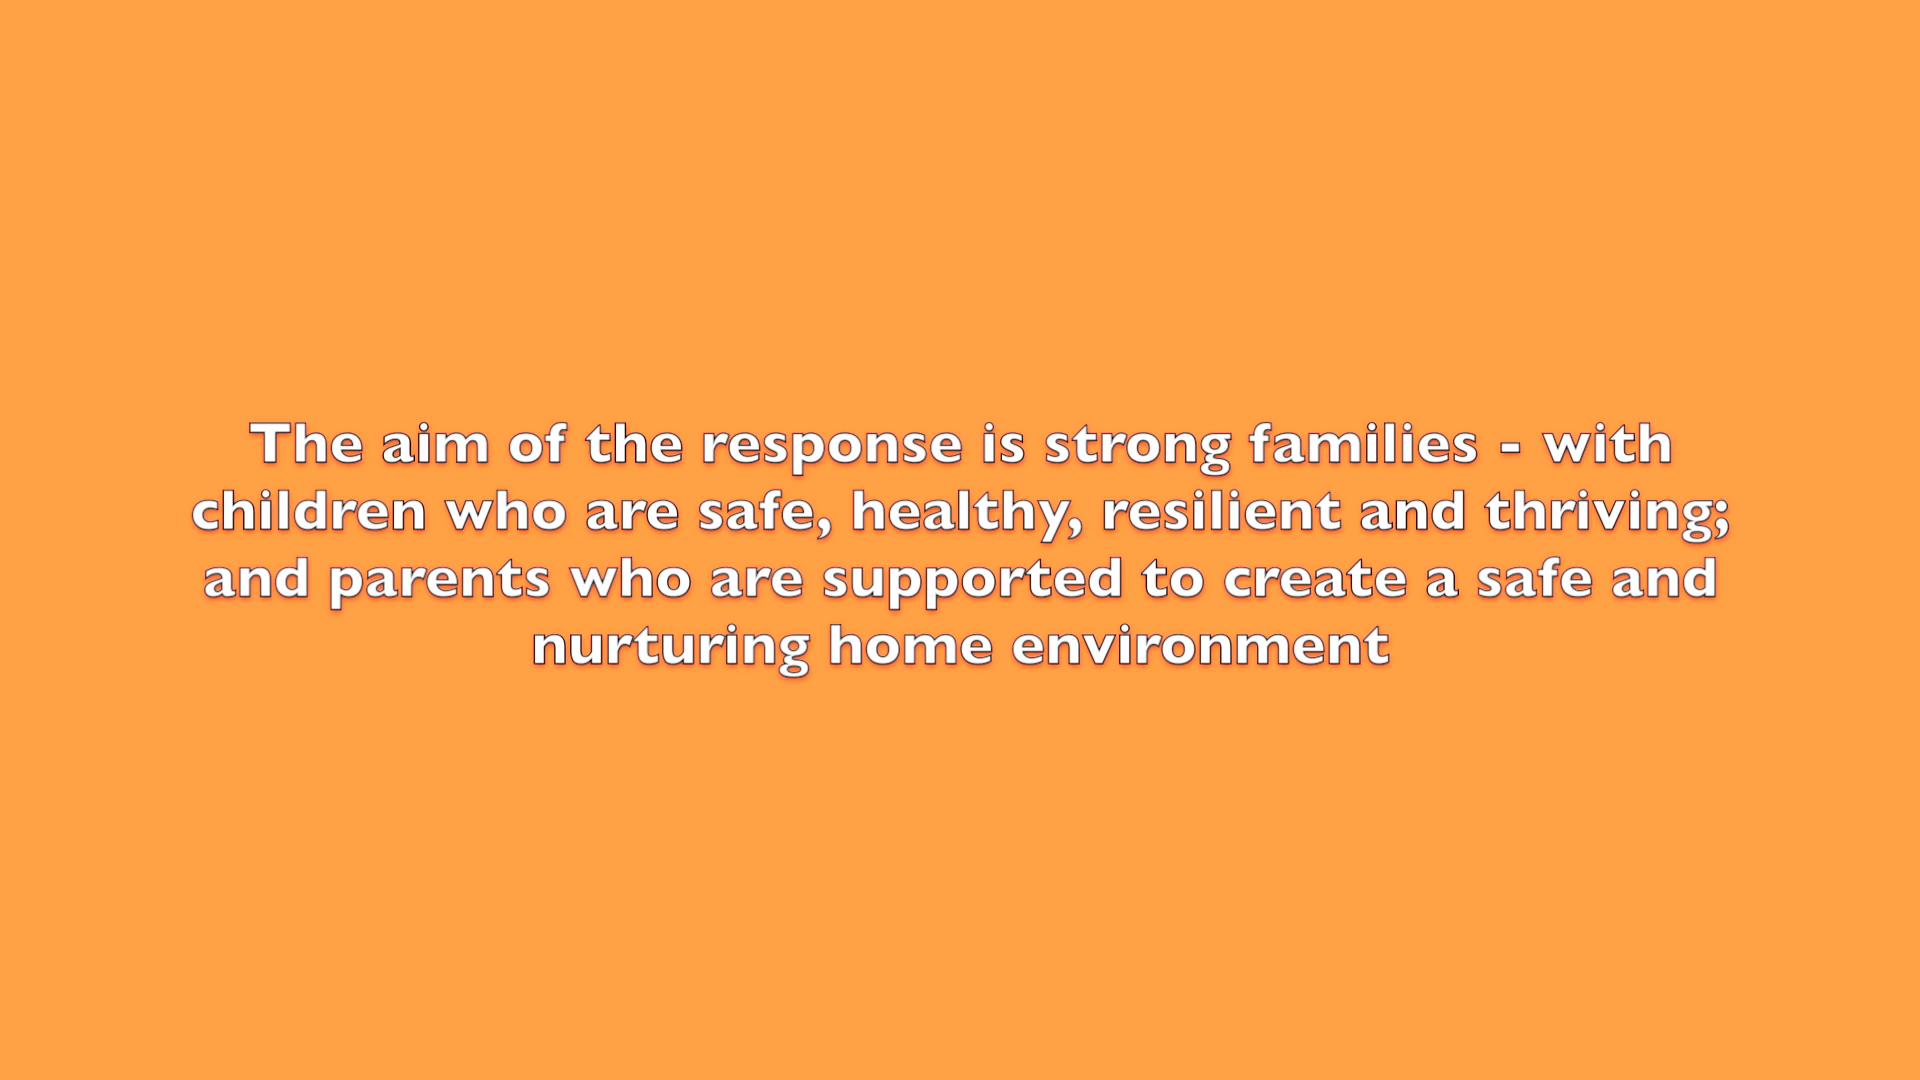 The aim of the response is strong families - with
children who are safe, healthy, resilient and thriving;
and parents who are supported to create a safe and
nurturing home environment